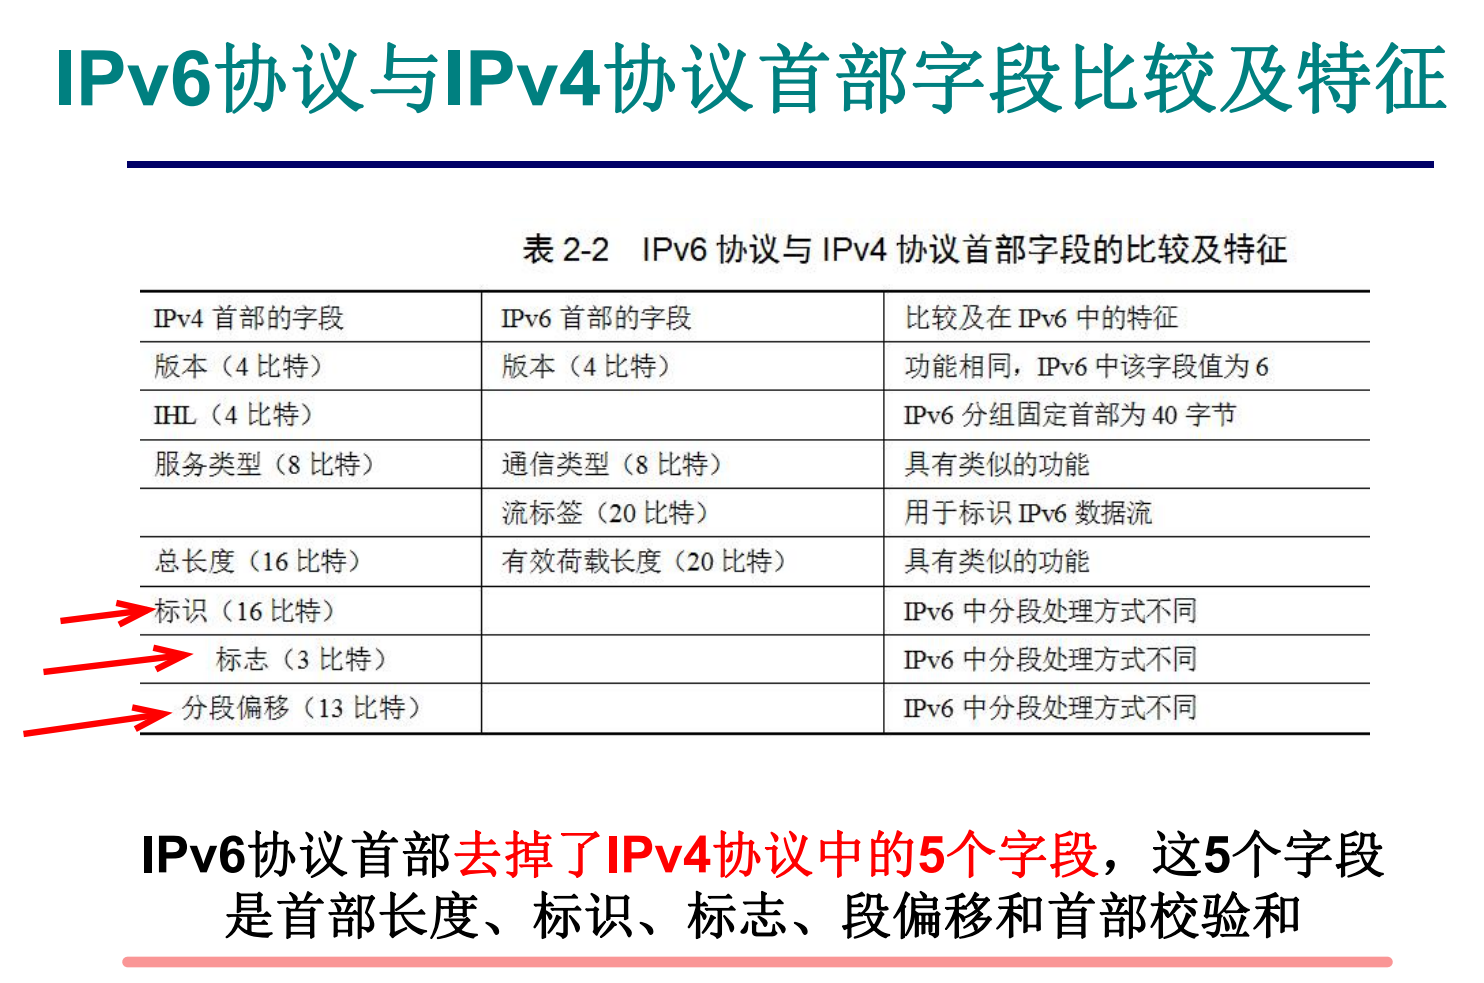 IPv6协议与IPv4协议首部字段比较及特征
表 2-2 IPv6 协议与 IPv4 协议首部字段的比较及特征
IPv4 首部的字段 IPv6 首部的字段 比较及在 IPv6 中的特征
版本（4 比特） 版本（4 比特） 功能相同，IPv6 中该字段值为 6
IHL（4 比特） IPv6 分组固定首部为 40 字节
服务类型（8 比特） 通信类型（8 比特） 具有类似的功能
流标签（20 比特） 用于标识 IPv6 数据流
总长度（16 比特） 有效荷载长度（20 比特） 具有类似的功能
标识（16 比特） IPv6 中分段处理方式不同
标志（3 比特） IPv6 中分段处理方式不同
分段偏移（13 比特） IPv6 中分段处理方式不同
IPv6协议首部去掉了IPv4协议中的5个字段，这5个字段
是首部长度、标识、标志、段偏移和首部校验和